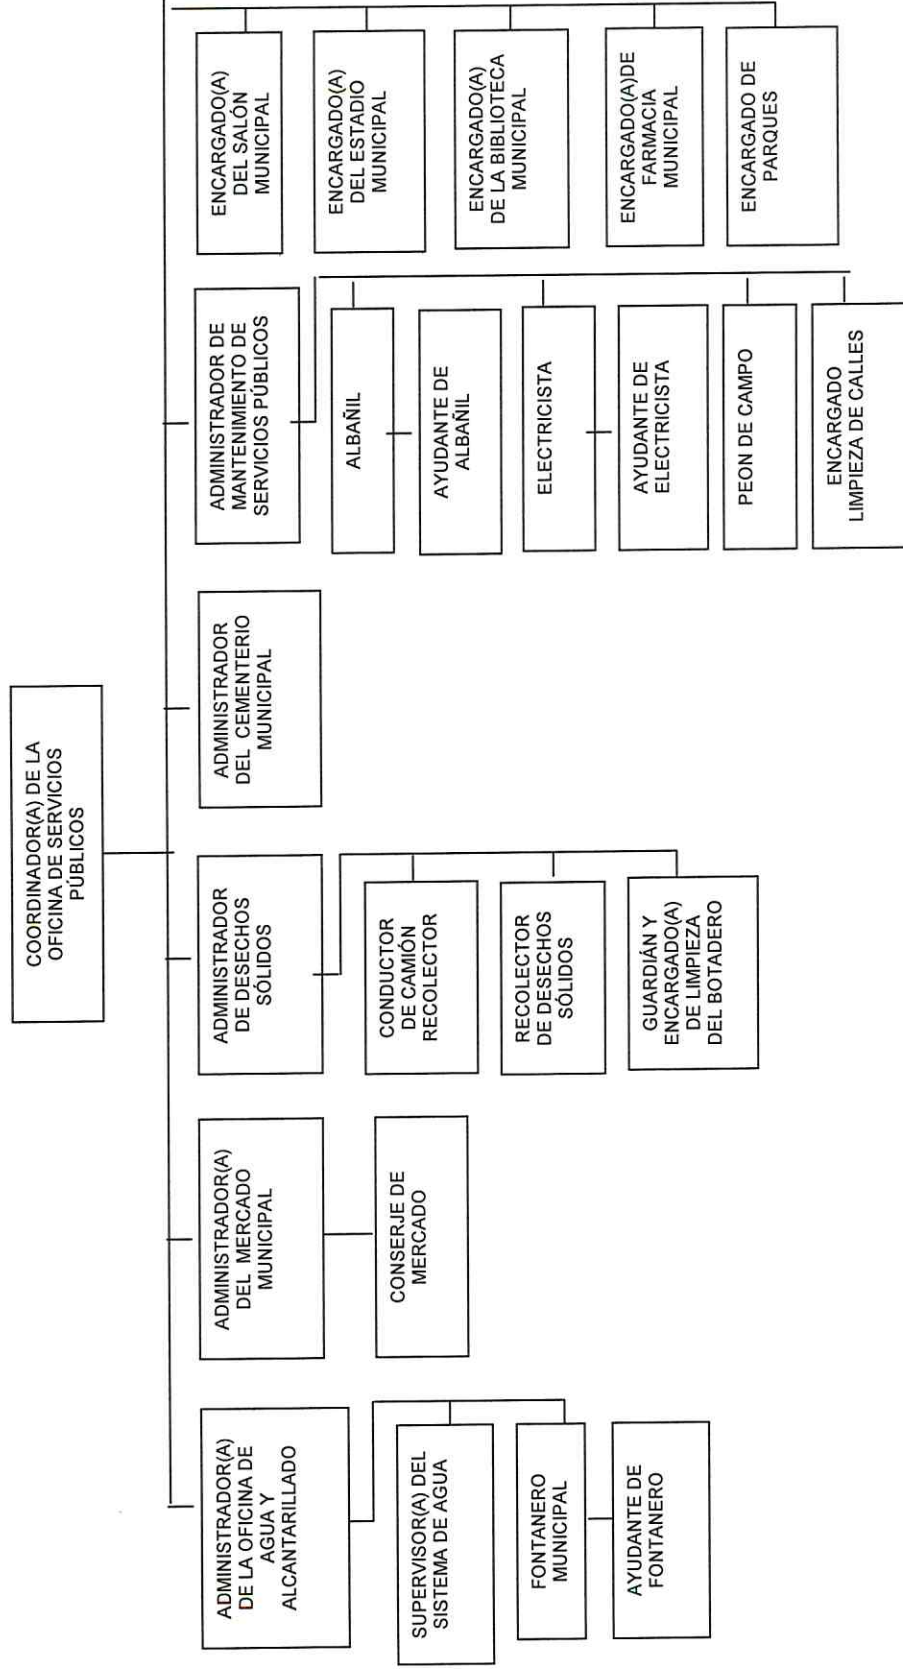 COORDINADOR(A) DE LA
OFICINA DE SERVICIOS
PÚBLICOS
ADMINISTRADOR(A)
DE LA OFICINA DE
AGUA Y
ALCANTARILLADO
SUPERVISOR(A) DEL
SISTEMA DE AGUA
FONTANERO
MUNICIPAL
AYUDANTE DE
FONTANERO
ADMINISTRADOR(A)
DEL MERCADO
MUNICIPAL
CONSERJE DE
MERCADO
ADMINISTRADOR
DE DESECHOS
SÓLIDOS
CONDUCTOR
DE CAMIÓN
RECOLECTOR
RECOLECTOR
DE DESECHOS
SÓLIDOS
GUARDIÁN Y
ENCARGADO(A)
DE LIMPIEZA
DEL BOTADERO
ADMINISTRADOR
DEL CEMENTERIO
MUNICIPAL
ADMINISTRADOR DE
MANTENIMIENTO DE
SERVICIOS PÚBLICOS
ALBAÑIL
AYUDANTE DE
ALBAÑIL
ELECTRICISTA
AYUDANTE DE
ELECTRICISTA
PEON DE CAMPO
ENCARGADO
LIMPIEZA DE CALLES
ENCARGADO(A)
DEL SALÓN
MUNICIPAL
ENCARGADO(A)
DEL ESTADIO
MUNICIPAL
ENCARGADO(A)
DE LA BIBLIOTECA
MUNICIPAL
ENCARGADO(A)DE
FARMACIA
MUNICIPAL
ENCARGADO DE
PARQUES